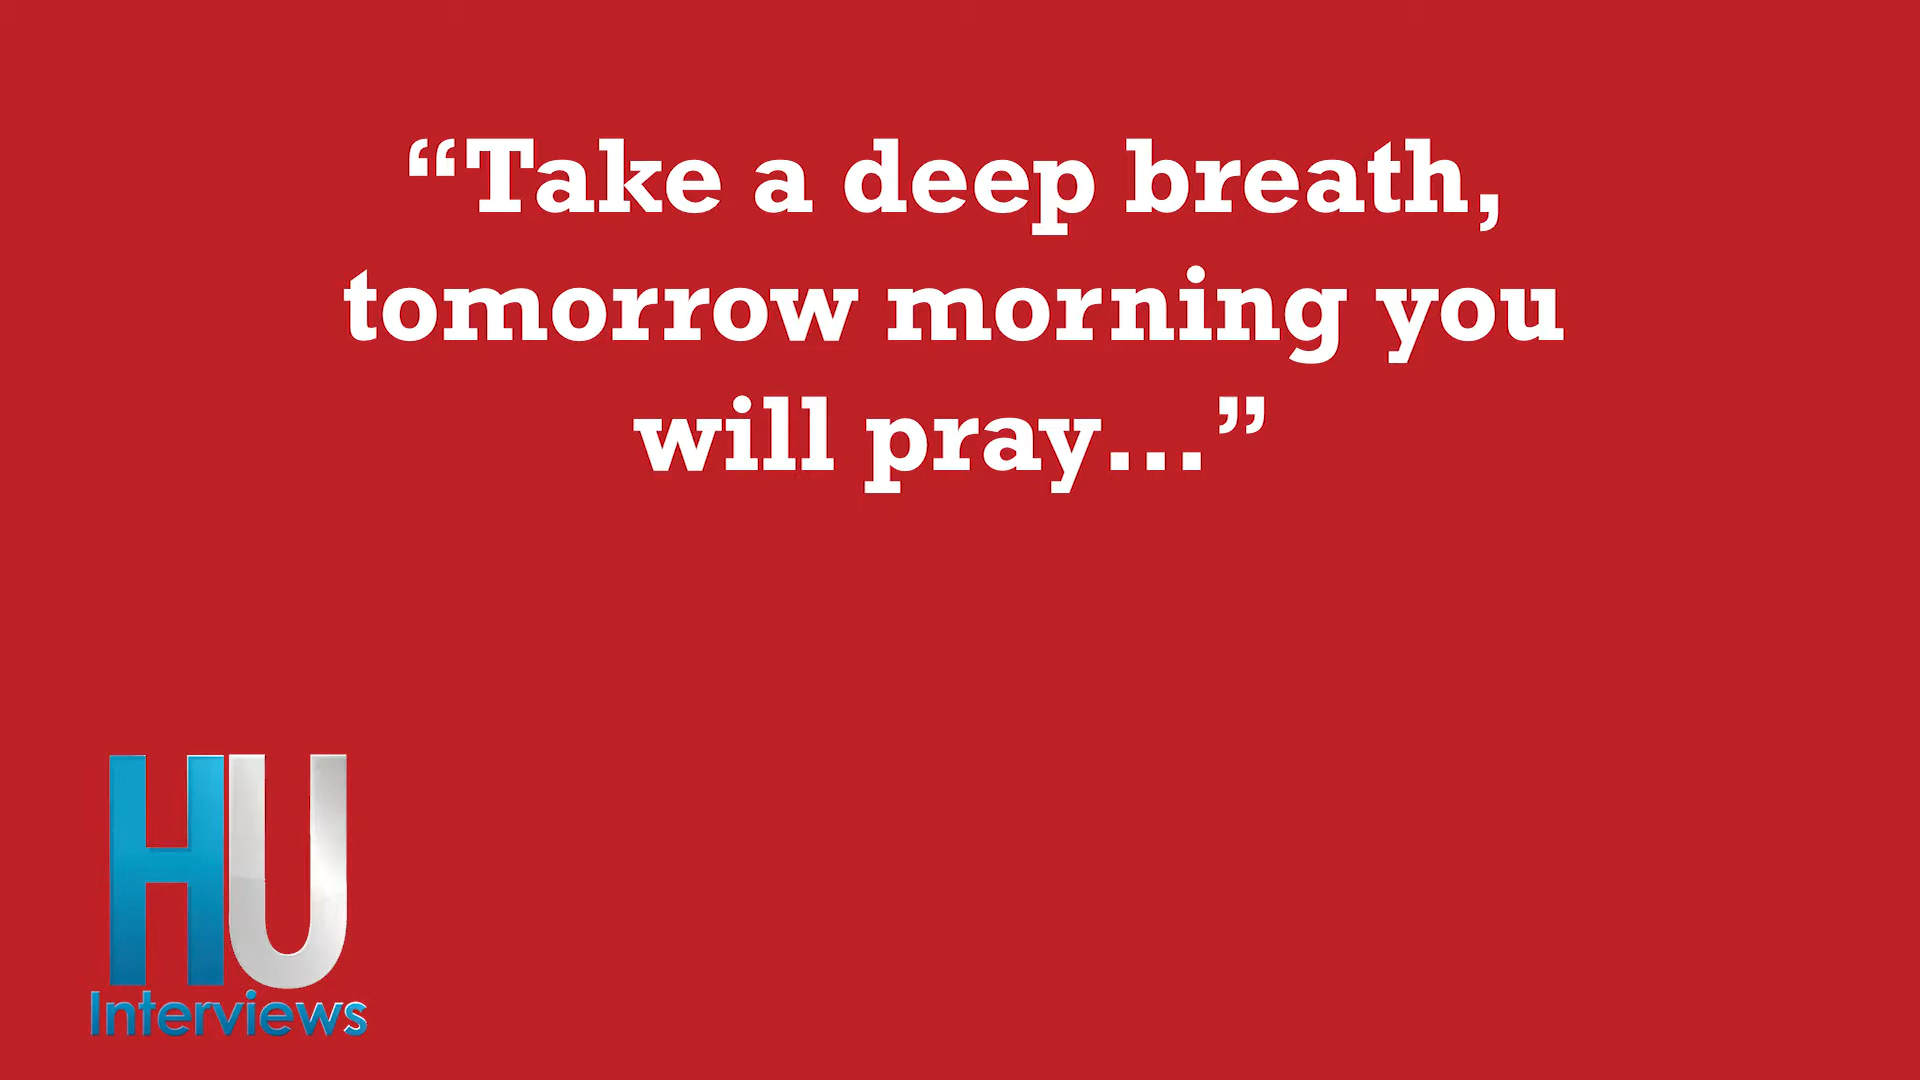 “Take a deep breath,
tomorrow morning you
will pray...”
HU
Interviews